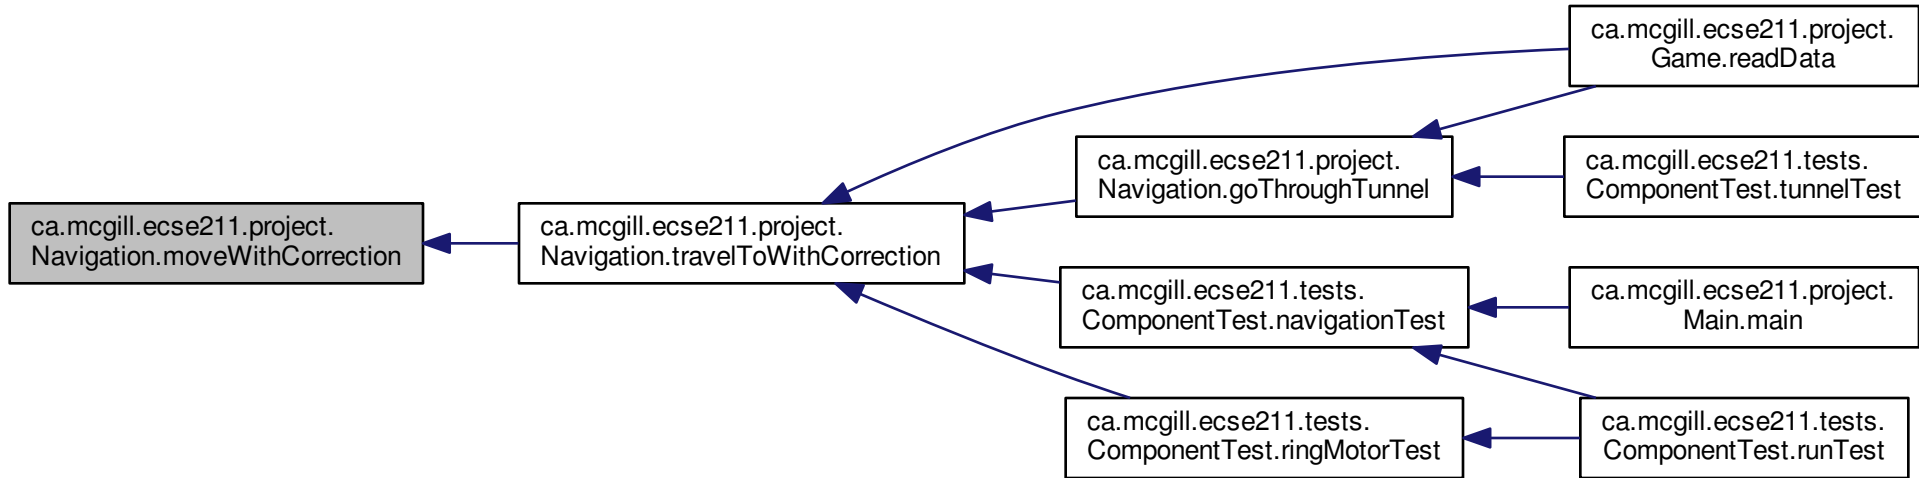 ca.mcgill.ecse211.project.
Navigation.moveWithCorrection
ca.mcgill.ecse211.project.
Navigation.travelToWithCorrection
ca.mcgill.ecse211.project.
Game.readData
ca.mcgill.ecse211.project.
Navigation.goThroughTunnel
ca.mcgill.ecse211.tests.
ComponentTest.tunnelTest
ca.mcgill.ecse211.tests.
ComponentTest.navigationTest
ca.mcgill.ecse211.project.
Main.main
ca.mcgill.ecse211.tests.
ComponentTest.ringMotorTest
ca.mcgill.ecse211.tests.
ComponentTest.runTest